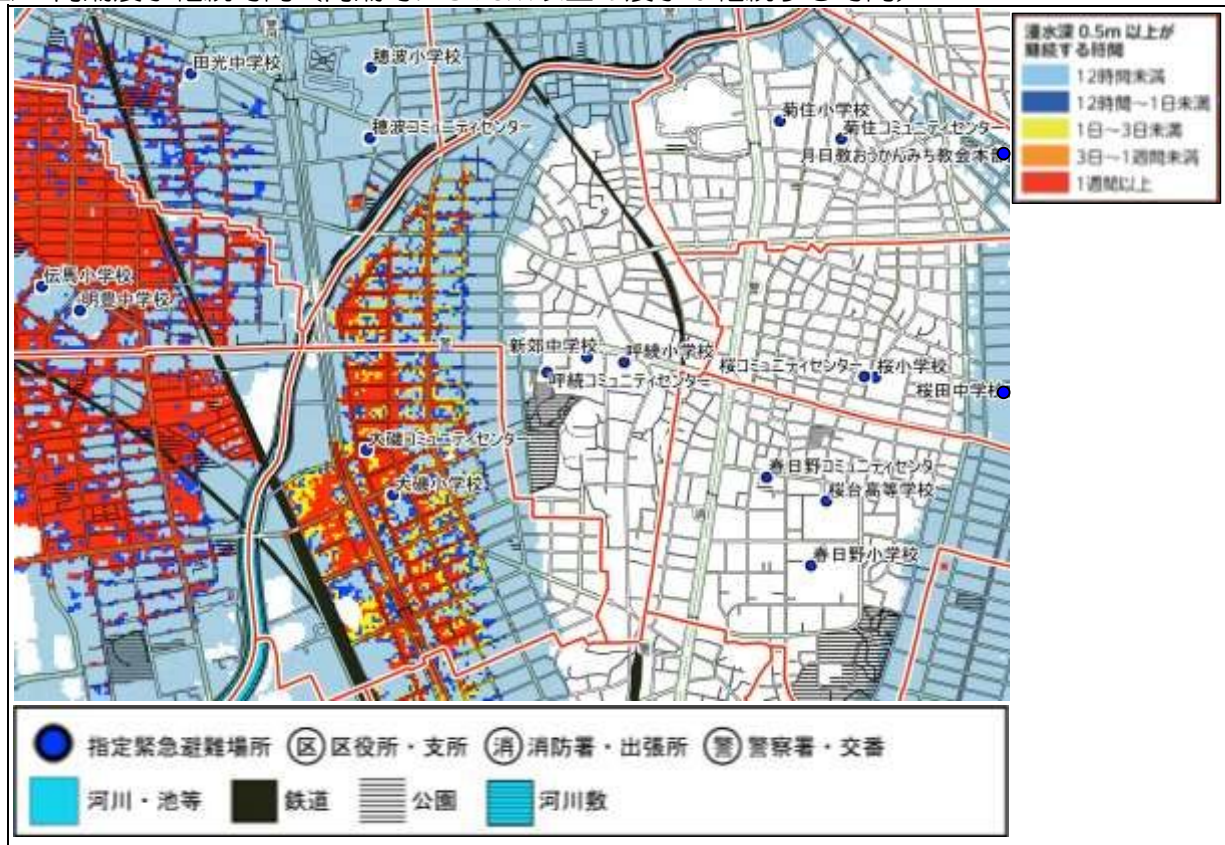 浸水深 0.5m 以上が
継続する時間
12時間未満
12時間～1日未満
1日～3日未満
3日～1週間未満
1週間以上
田光中学校
穂波小学校
穂波コミュニティセンター
菊住小学校
菊住コミュニティセンター
月日教おうかんみち教会本部
伝馬小学校
明豊中学校
新郊中学校
呼続小学校
呼続コミュニティセンター
桜コミュニティセンター
桜小学校
桜田中学校
大磯コミュニティセンター
大磯小学校
春日野コミュニティセンター
桜台高等学校
春日野小学校
消
指定緊急避難場所 区 区役所・支所 消 消防署・出張所 警 警察署・交番
河川・池等 鉄道 公園 河川敷